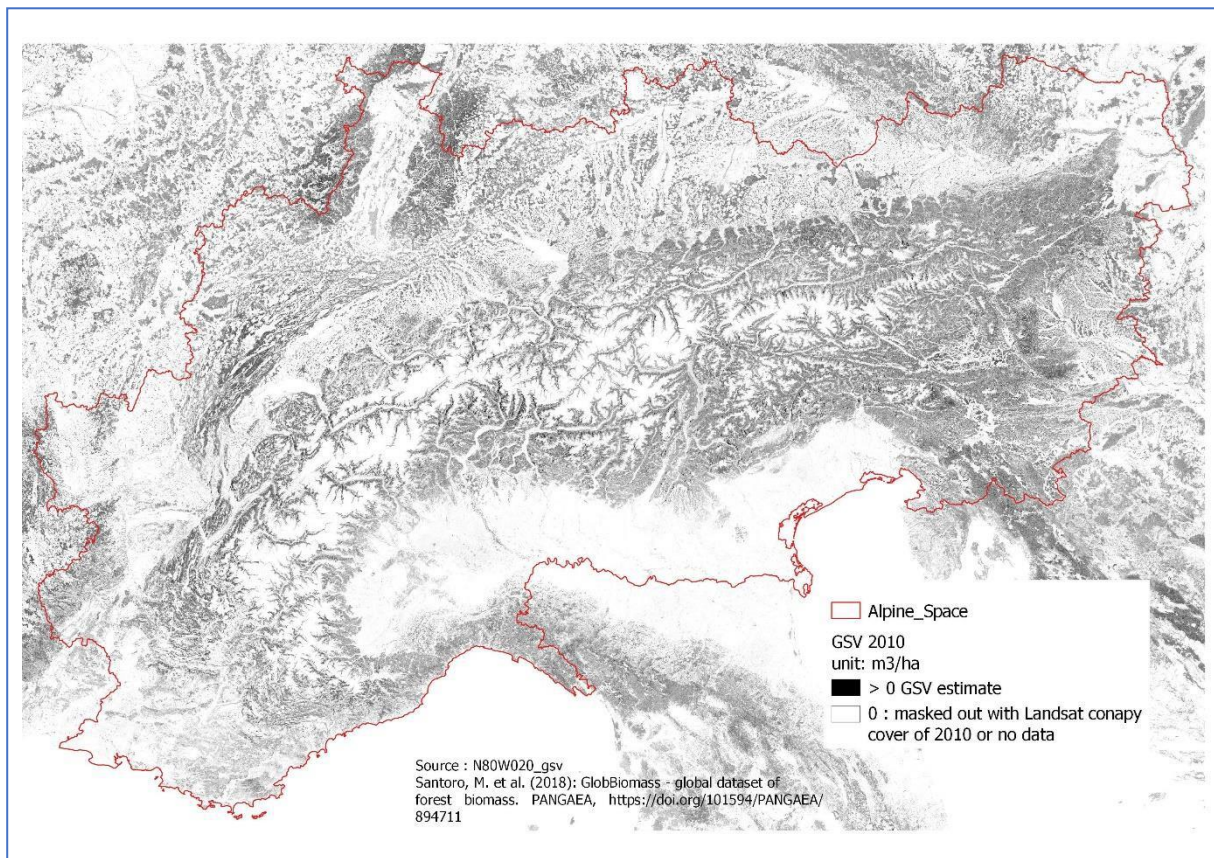 Alpine_Space
GSV 2010
unit: m3/ha
> 0 GSV estimate
0 : masked out with Landsat conapy
cover of 2010 or no data
Source : N80W020_gsv
Santoro, M. et al. (2018): GlobBiomass - global dataset of
forest biomass. PANGAEA, https://doi.org/101594/PANGAEA/
894711